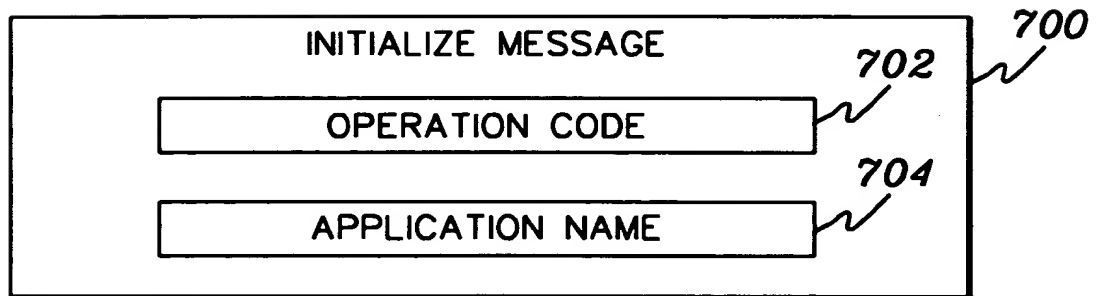 700
INITIALIZE MESSAGE
702
OPERATION CODE
704
APPLICATION NAME